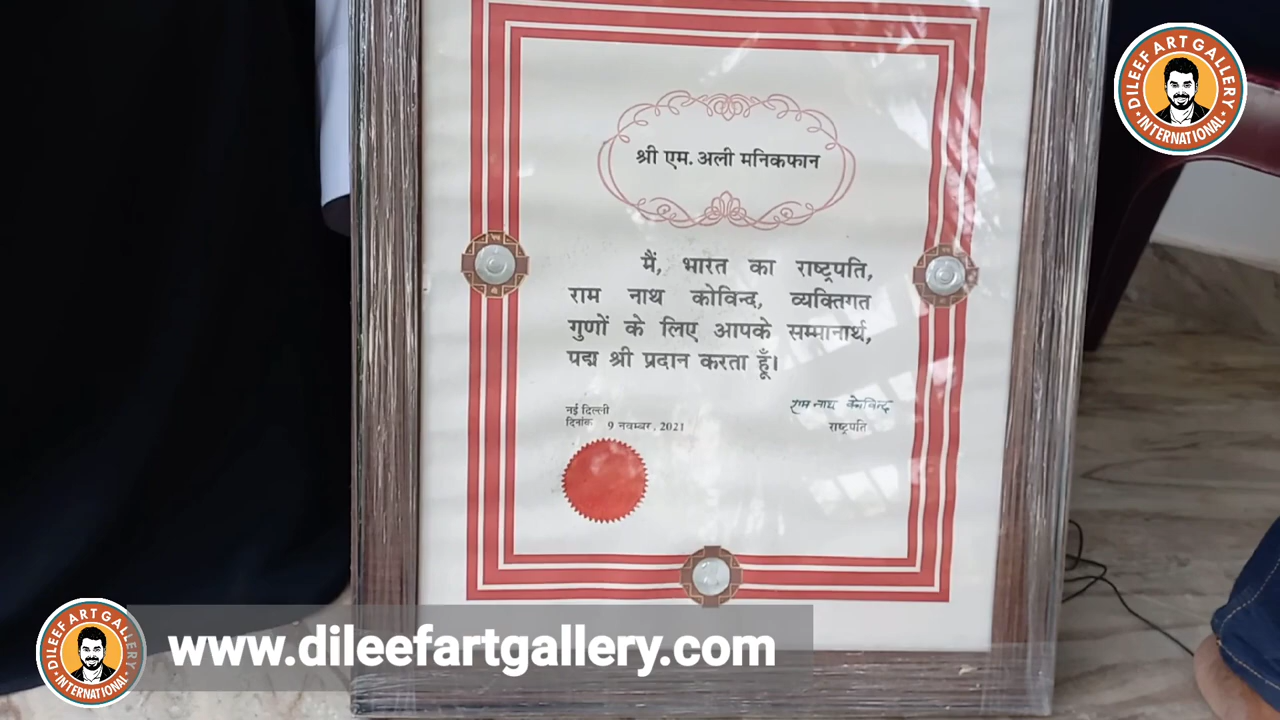 श्री एम. अली मनिकफान
मैं, भारत का राष्ट्रपति,
राम नाथ कोविन्द, व्यक्तिगत
गुणों के लिए आपके सम्मानार्थ,
पद्म श्री प्रदान करता हूँ।
नई दिल्ली
दिनांक 9 नवम्बर, 2021
राम नाथ कोविन्द
राष्ट्रपति
DILEEF ART GALLERY
INTERNATIONAL
DILEEF ART GALLERY
INTERNATIONAL
www.dileefartgallery.com